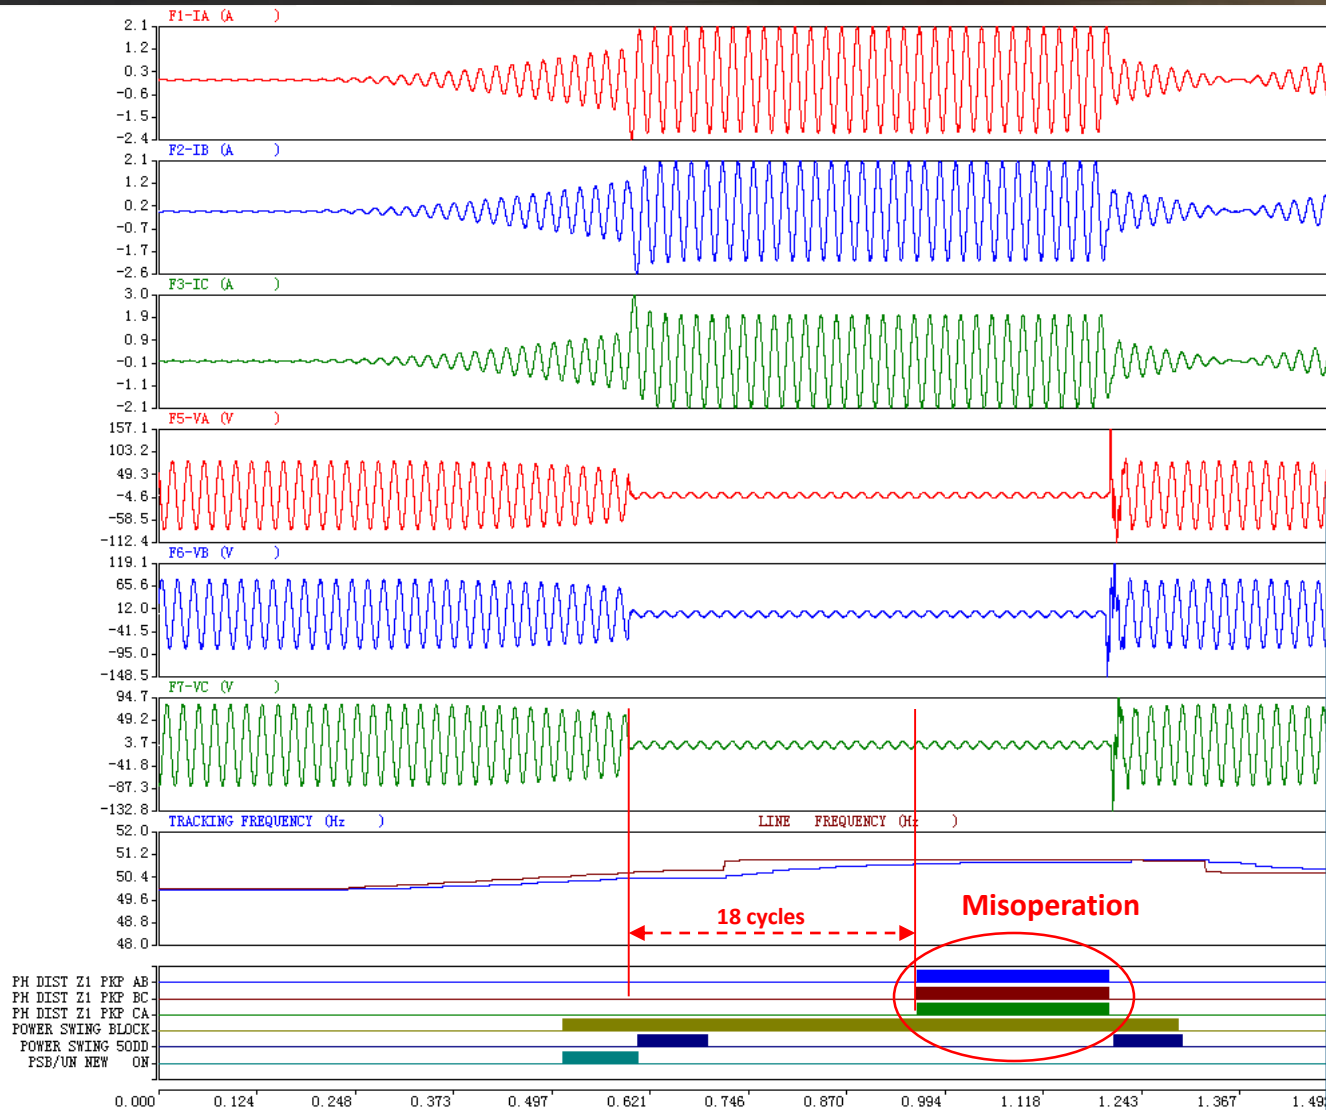 F1-IA (A )
2.1
1.2
0.3
-0.6
-1.5
-2.4
F2-IB (A )
2.1
1.2
0.2
-0.7
-1.7
-2.6
F3-IC (A )
3.0
1.9
0.9
-0.1
-1.1
-2.1
F5-VA (V )
157.1
103.2
49.3
-4.6
-58.5
-112.4
F6-VB (V )
119.1
65.6
12.0
-41.5
-95.0
-148.5
F7-VC (V )
94.7
49.2
3.7
-41.8
-87.3
-132.8
TRACKING FREQUENCY (Hz ) LINE FREQUENCY (Hz )
52.0
51.2
50.4
49.6
48.8
48.0
18 cycles
Misoperation
PH DIST Z1 PKP AB
PH DIST Z1 PKP BC
PH DIST Z1 PKP CA
POWER SWING BLOCK
POWER SWING 50DD
PSB/UN NEW ON
0.000 0.124 0.248 0.373 0.497 0.621 0.746 0.870 0.994 1.118 1.243 1.367